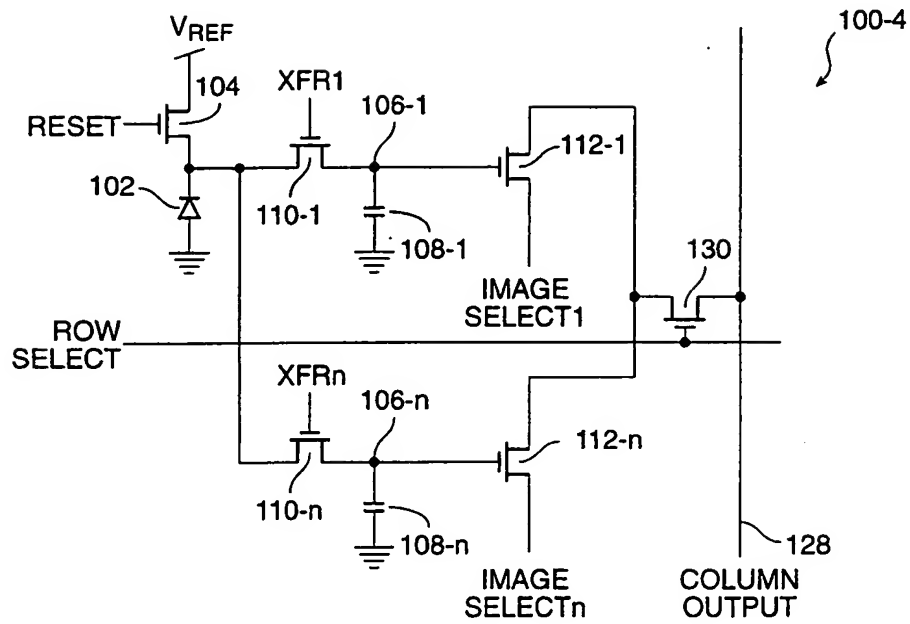 100-4
VREF
104
XFR1
106-1
RESET
112-1
102
110-1
108-1
130
IMAGE
SELECT1
ROW
SELECT
XFRn
106-n
112-n
110-n
108-n
128
IMAGE
SELECTn
COLUMN
OUTPUT